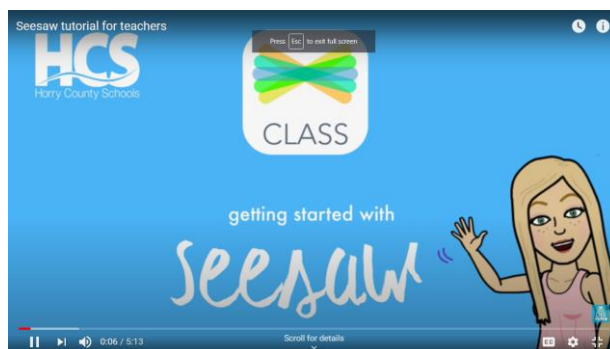 Seesaw tutorial for teachers
Press Esc to exit full screen
HCS
Horry County Schools
CLASS
getting started with
seesaw
0:06 / 5:13
Scroll for details
CC